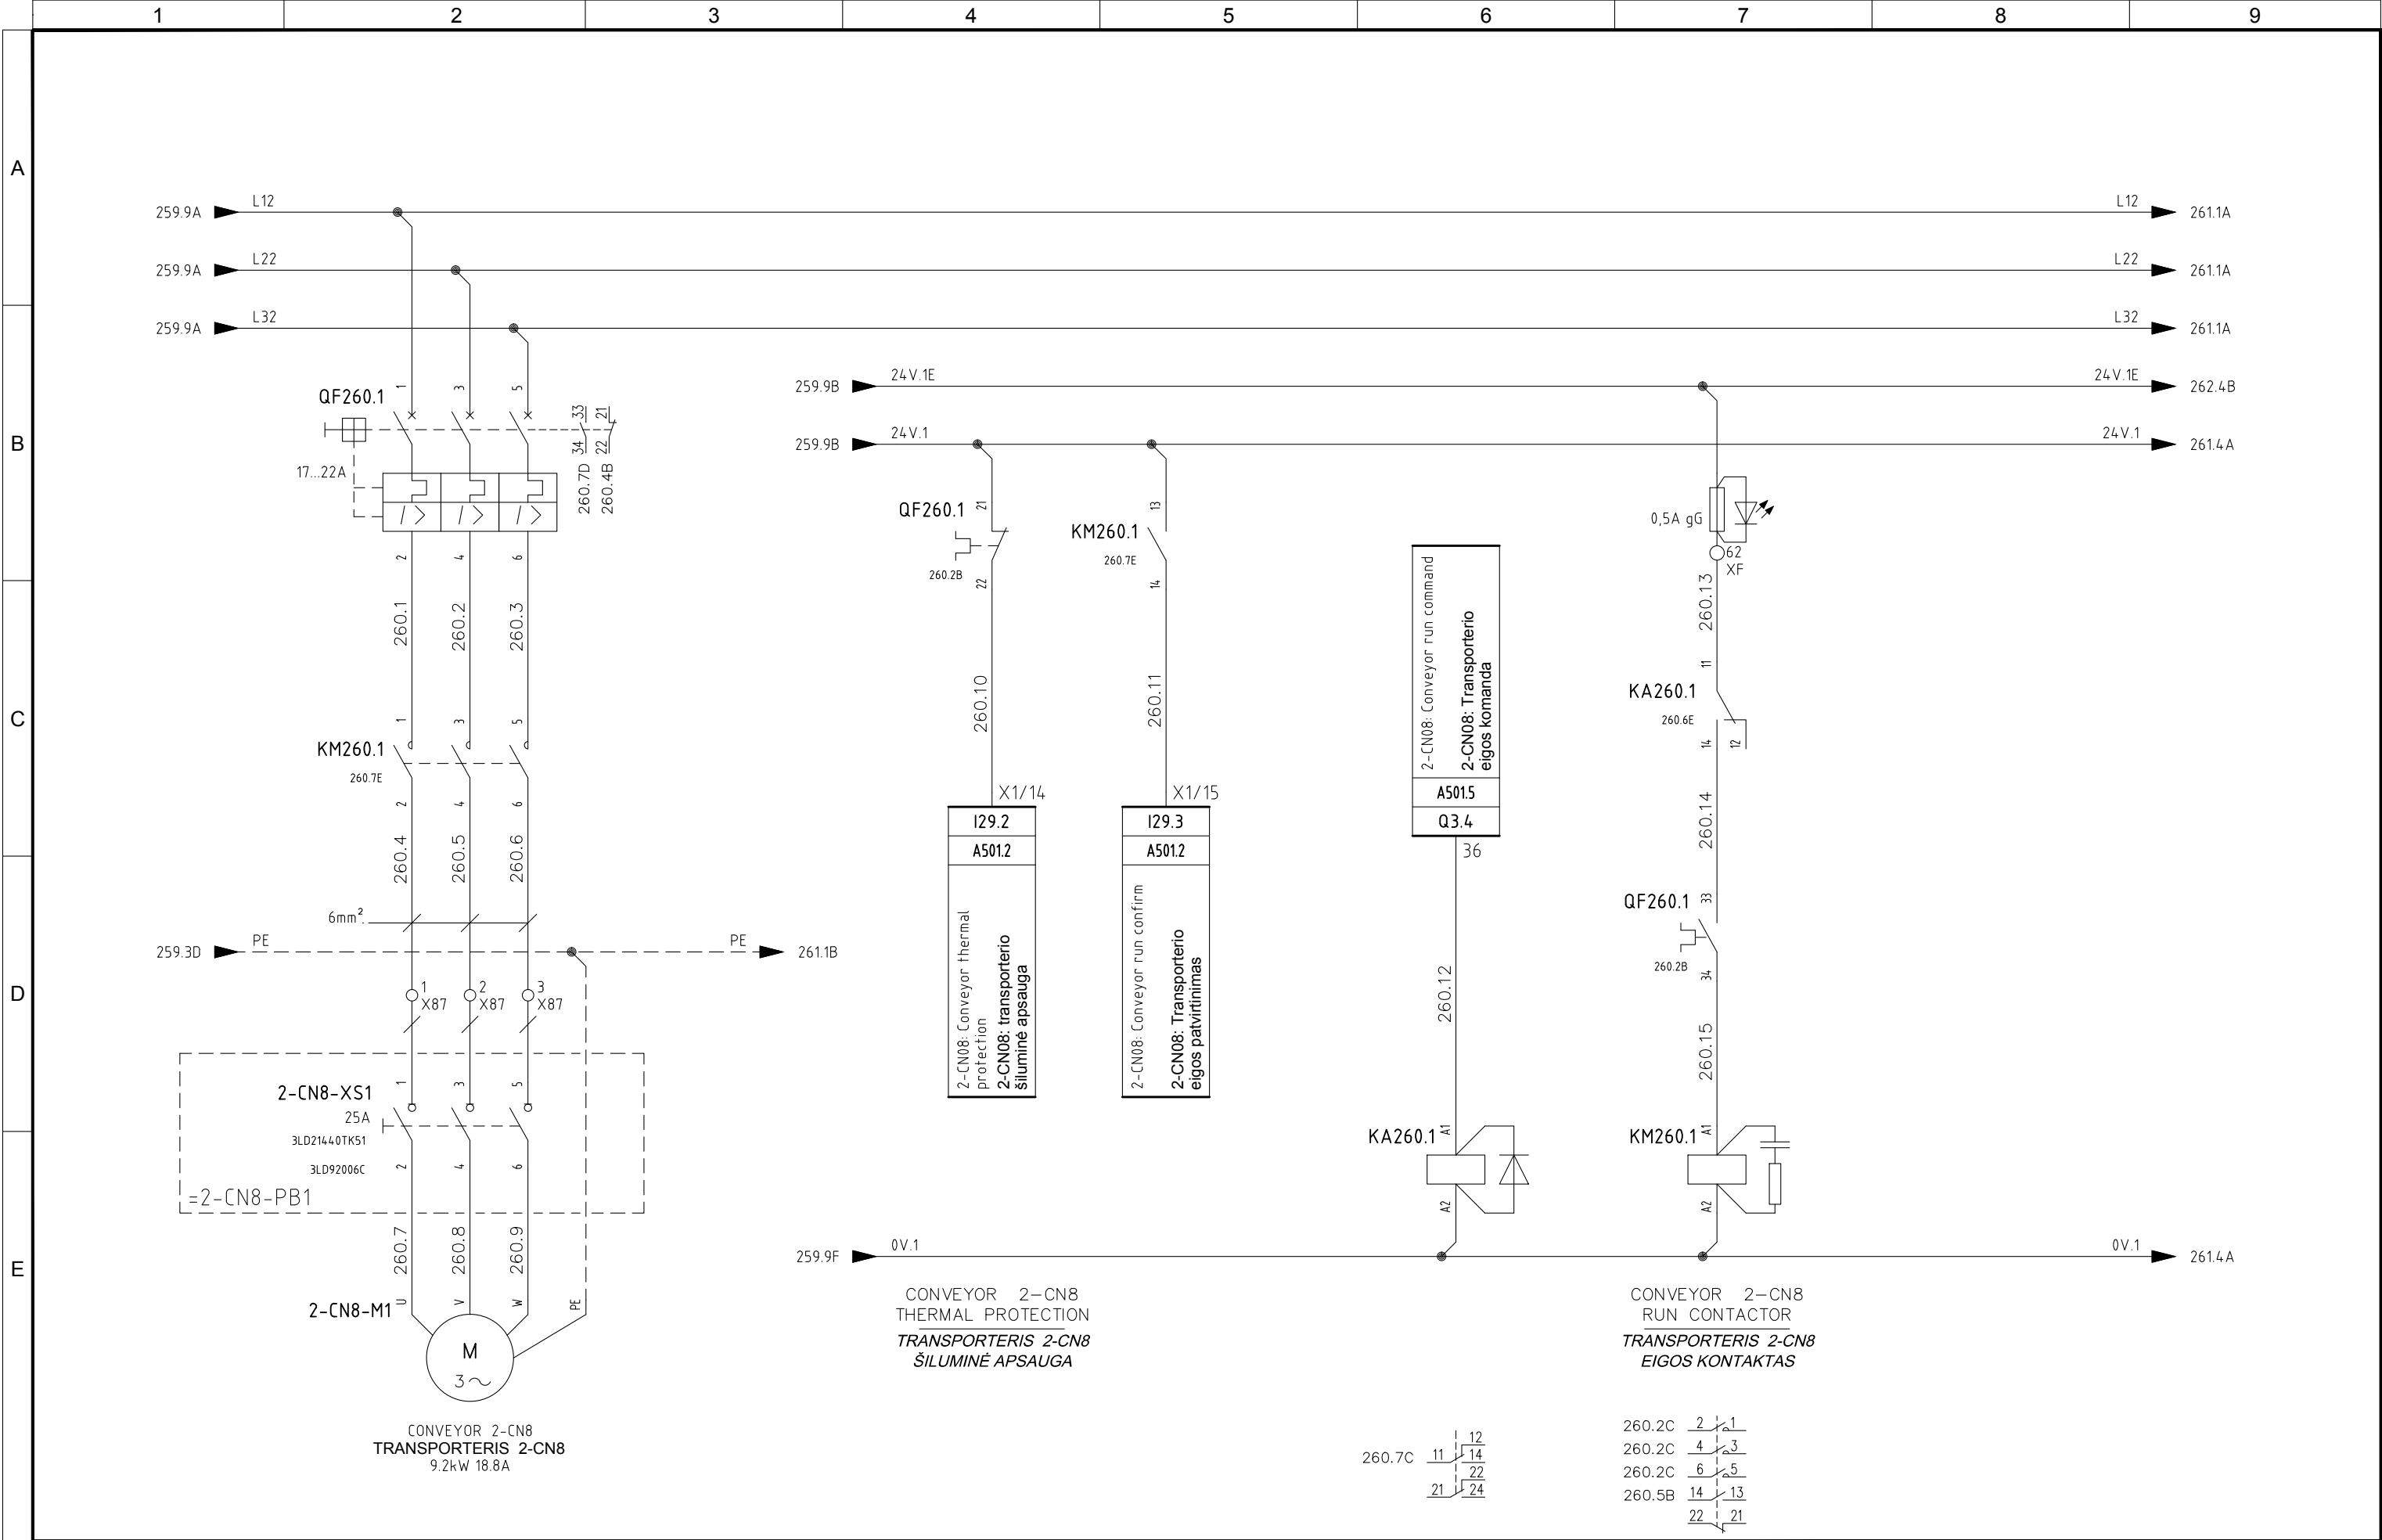 1 2 3 4 5 6 7 8 9
A
B
C
D
E
259.9A L12 L12 261.1A
259.9A L22 L22 261.1A
259.9A L32 L32 261.1A
259.9B 24V.1E 24V.1E 262.4B
259.9B 24V.1 24V.1 261.4A
QF260.1
1 3 5
33 21
34 22
260.7D 260.4B
17...22A
I> I> I>
2 4 6
260.1 260.2 260.3
KM260.1
260.7E
1 3 5
2 4 6
260.4 260.5 260.6
6mm².
259.3D PE PE 261.1B
1 2 3
X87 X87 X87
2-CN8-XS1
25A
3LD21440TK51
3LD92006C
1 3 5
2 4 6
=2-CN8-PB1
260.7 260.8 260.9
2-CN8-M1
U V W PE
M
3~
CONVEYOR 2-CN8
TRANSPORTERIS 2-CN8
9.2kW 18.8A
QF260.1
260.2B
21
22
260.10
X1/14
I29.2
A501.2
2-CN08: Conveyor thermal
protection
2-CN08: transporterio
šiluminė apsauga
KM260.1
260.7E
13
14
260.11
X1/15
I29.3
A501.2
2-CN08: Conveyor run confirm
2-CN08: Transporterio
eigos patvirtinimas
2-CN08: Conveyor run command
2-CN08: Transporterio
eigos komanda
A501.5
Q3.4
36
260.12
KA260.1
A1
A2
0,5A gG
62
XF
260.13
KA260.1
260.6E
11
14 12
260.14
QF260.1
260.2B
33
34
260.15
KM260.1
A1
A2
259.9F 0V.1 0V.1 261.4A
CONVEYOR 2-CN8
THERMAL PROTECTION
TRANSPORTERIS 2-CN8
ŠILUMINĖ APSAUGA
CONVEYOR 2-CN8
RUN CONTACTOR
TRANSPORTERIS 2-CN8
EIGOS KONTAKTAS
12
260.7C 11 14
22
21 24
260.2C 2 1
260.2C 4 3
260.2C 6 5
260.5B 14 13
22 21